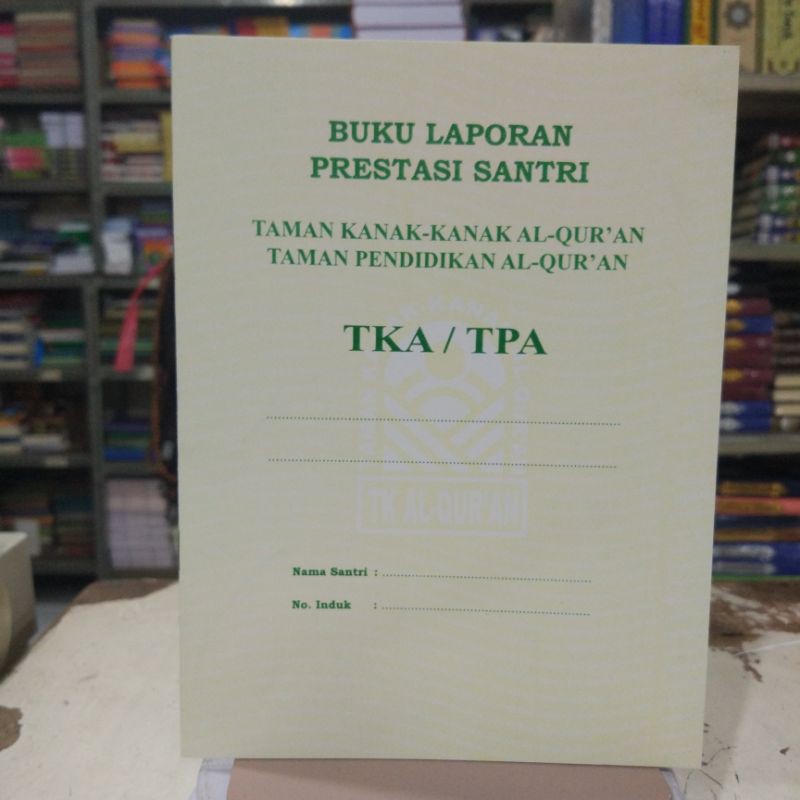 BUKU LAPORAN
PRESTASI SANTRI
TAMAN KANAK-KANAK AL-QUR'AN
TAMAN PENDIDIKAN AL-QUR'AN
TKA / TPA
TK AL-QUR'AN
Nama Santri : ........................................................
No. Induk : ........................................................